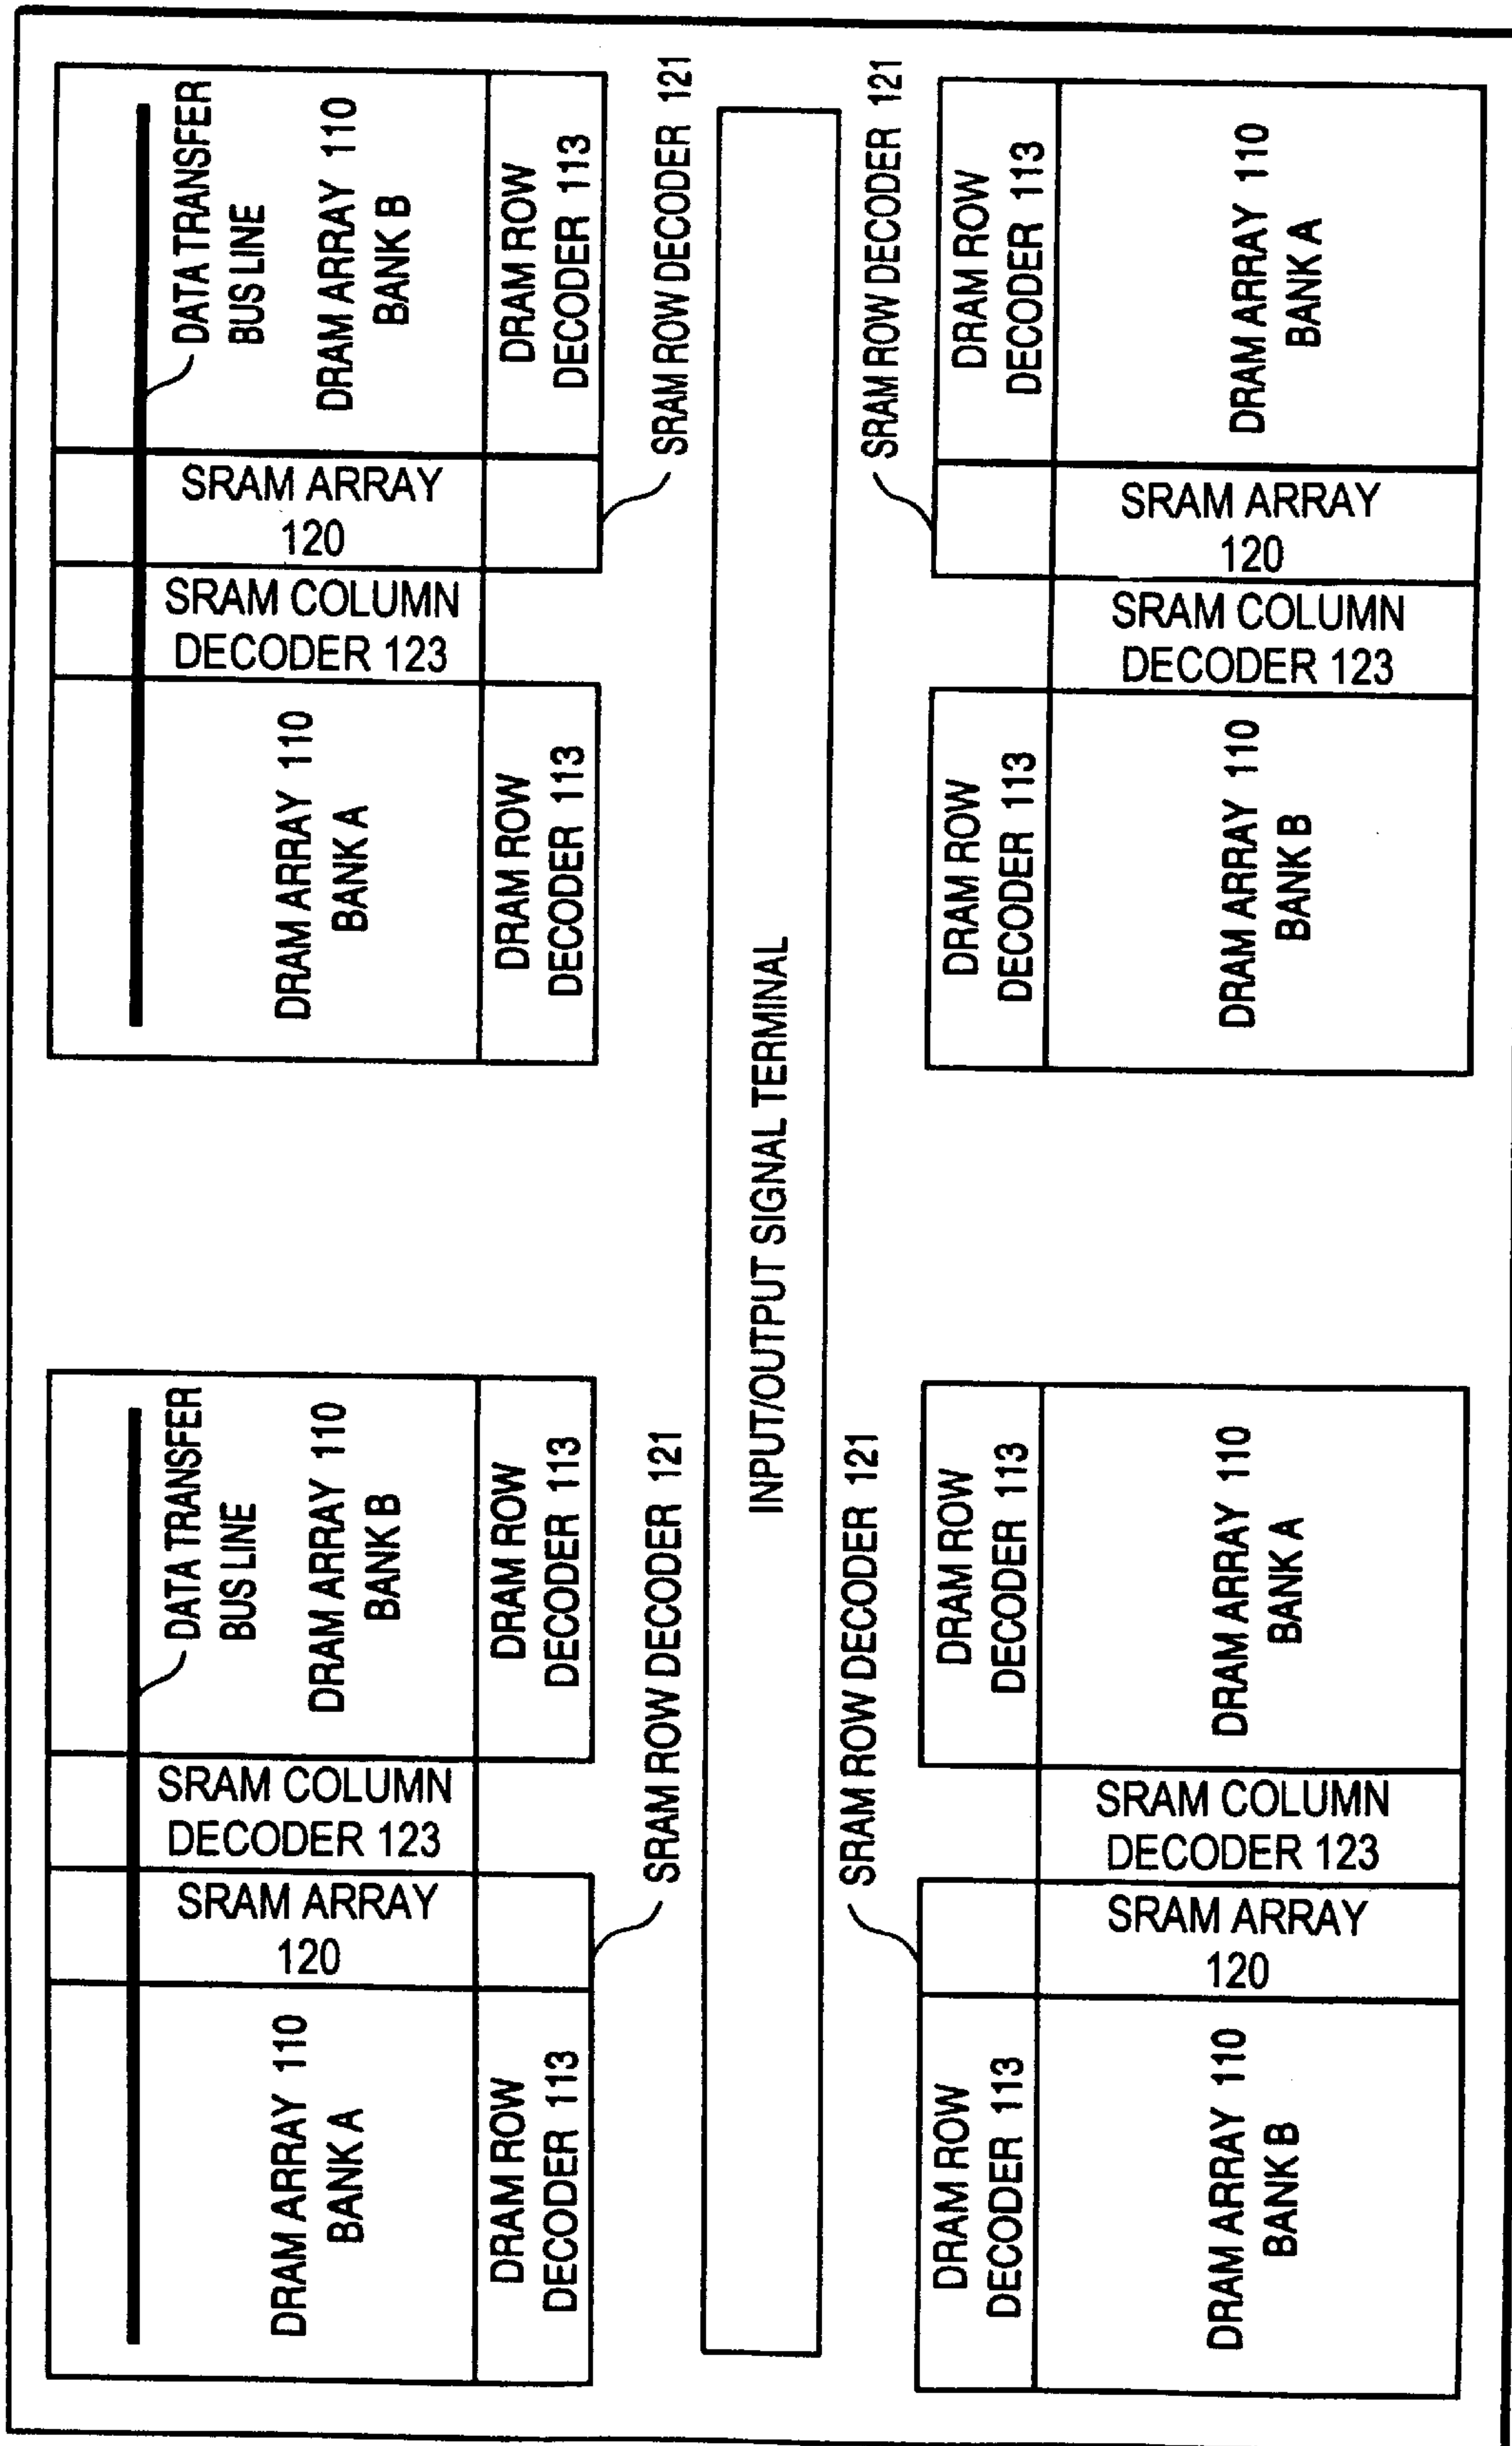 DATA TRANSFER
BUS LINE
DRAM ARRAY 110
BANK B
DRAM ROW
DECODER 113
SRAM ROW DECODER 121
SRAM ARRAY
120
SRAM COLUMN
DECODER 123
DRAM ARRAY 110
BANK A
DRAM ROW
DECODER 113
SRAM ROW DECODER 121
DRAM ROW
DECODER 113
DRAM ARRAY 110
BANK A
SRAM ARRAY
120
SRAM COLUMN
DECODER 123
DRAM ROW
DECODER 113
DRAM ARRAY 110
BANK B
INPUT/OUTPUT SIGNAL TERMINAL
DATA TRANSFER
BUS LINE
DRAM ARRAY 110
BANK B
DRAM ROW
DECODER 113
SRAM COLUMN
DECODER 123
SRAM ARRAY
120
SRAM ROW DECODER 121
DRAM ARRAY 110
BANK A
DRAM ROW
DECODER 113
SRAM ROW DECODER 121
DRAM ROW
DECODER 113
DRAM ARRAY 110
BANK A
SRAM COLUMN
DECODER 123
SRAM ARRAY
120
DRAM ROW
DECODER 113
DRAM ARRAY 110
BANK B